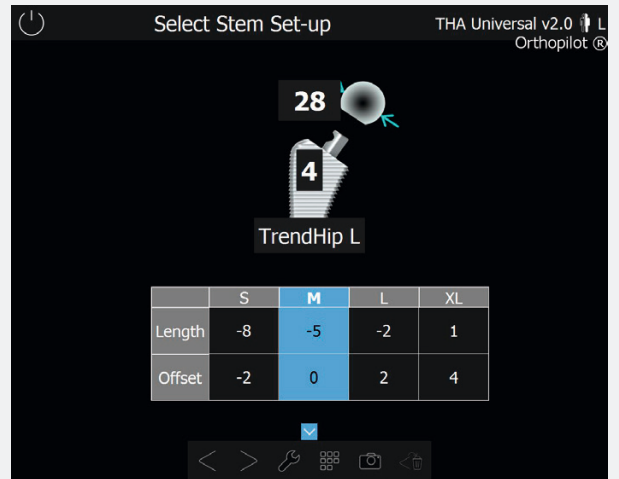 Select Stem Set-up
THA Universal v2.0 L
Orthopilot ®
28
4
TrendHip L
S M L XL
Length -8 -5 -2 1
Offset -2 0 2 4